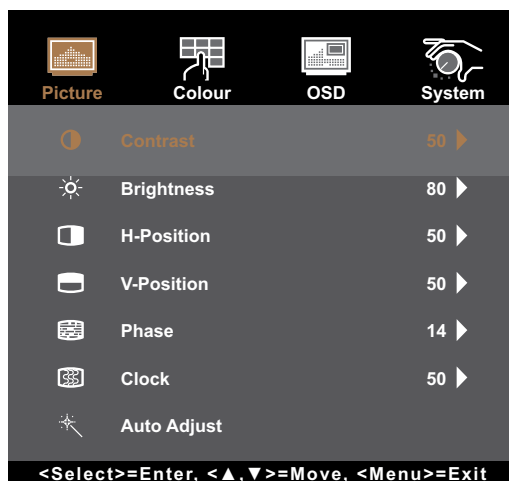 Picture Colour OSD System
Contrast 50
Brightness 80
H-Position 50
V-Position 50
Phase 14
Clock 50
Auto Adjust
<Select>=Enter, <▲,▼>=Move, <Menu>=Exit